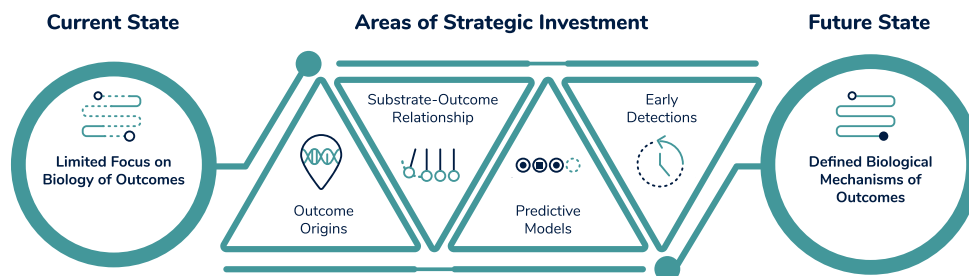 Current State
Areas of Strategic Investment
Future State
Limited Focus on
Biology of Outcomes
Outcome
Origins
Substrate-Outcome
Relationship
Predictive
Models
Early
Detections
Defined Biological
Mechanisms of
Outcomes